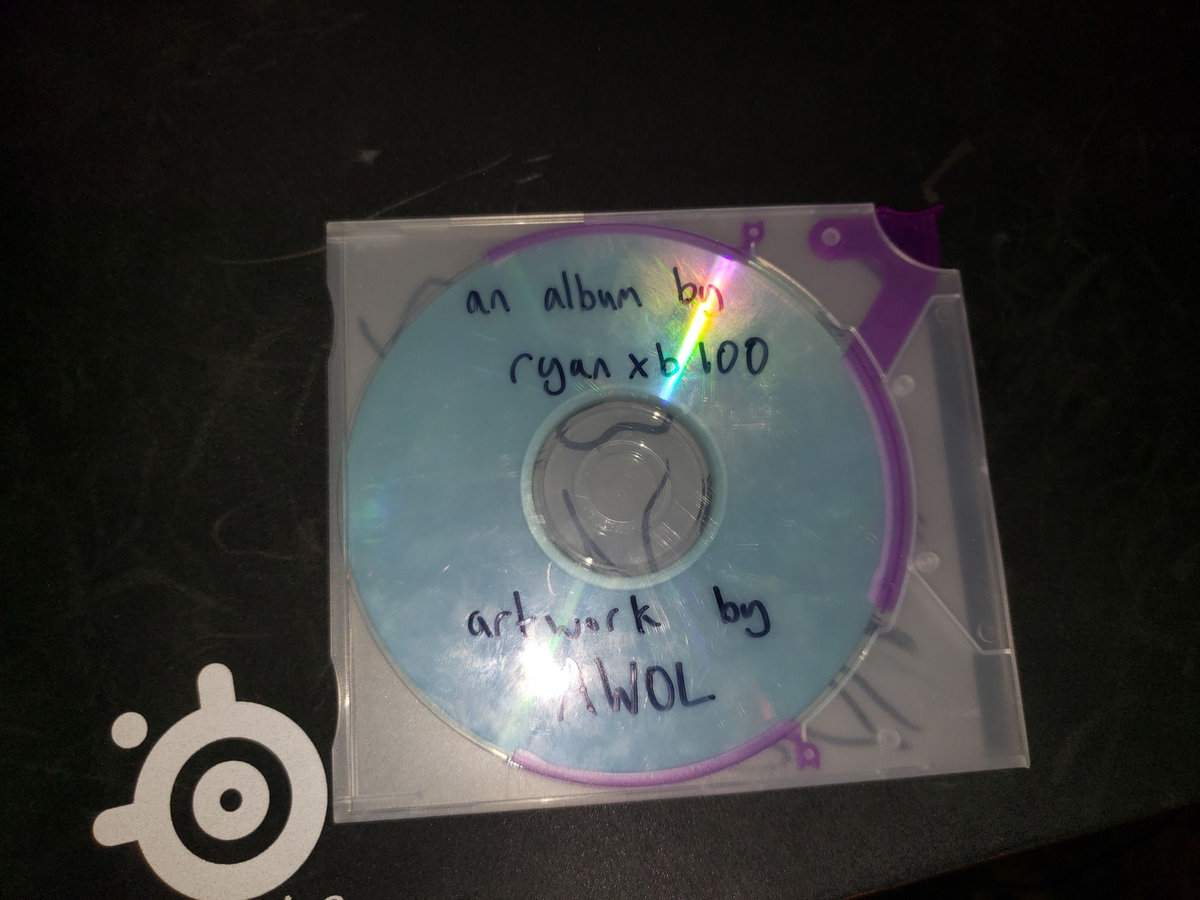 an album by
ryan xb100
artwork by
AWOL